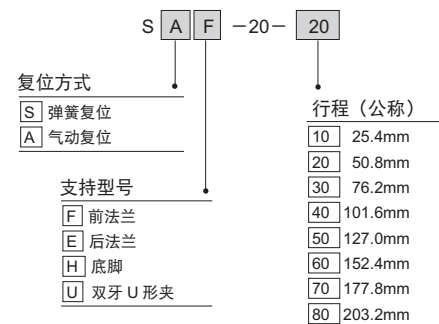 S A F －20－ 20
复位方式
S 弹簧复位
A 气动复位
支持型号
F 前法兰
E 后法兰
H 底脚
U 双牙 U 形夹
行程（公称）
10 25.4mm
20 50.8mm
30 76.2mm
40 101.6mm
50 127.0mm
60 152.4mm
70 177.8mm
80 203.2mm